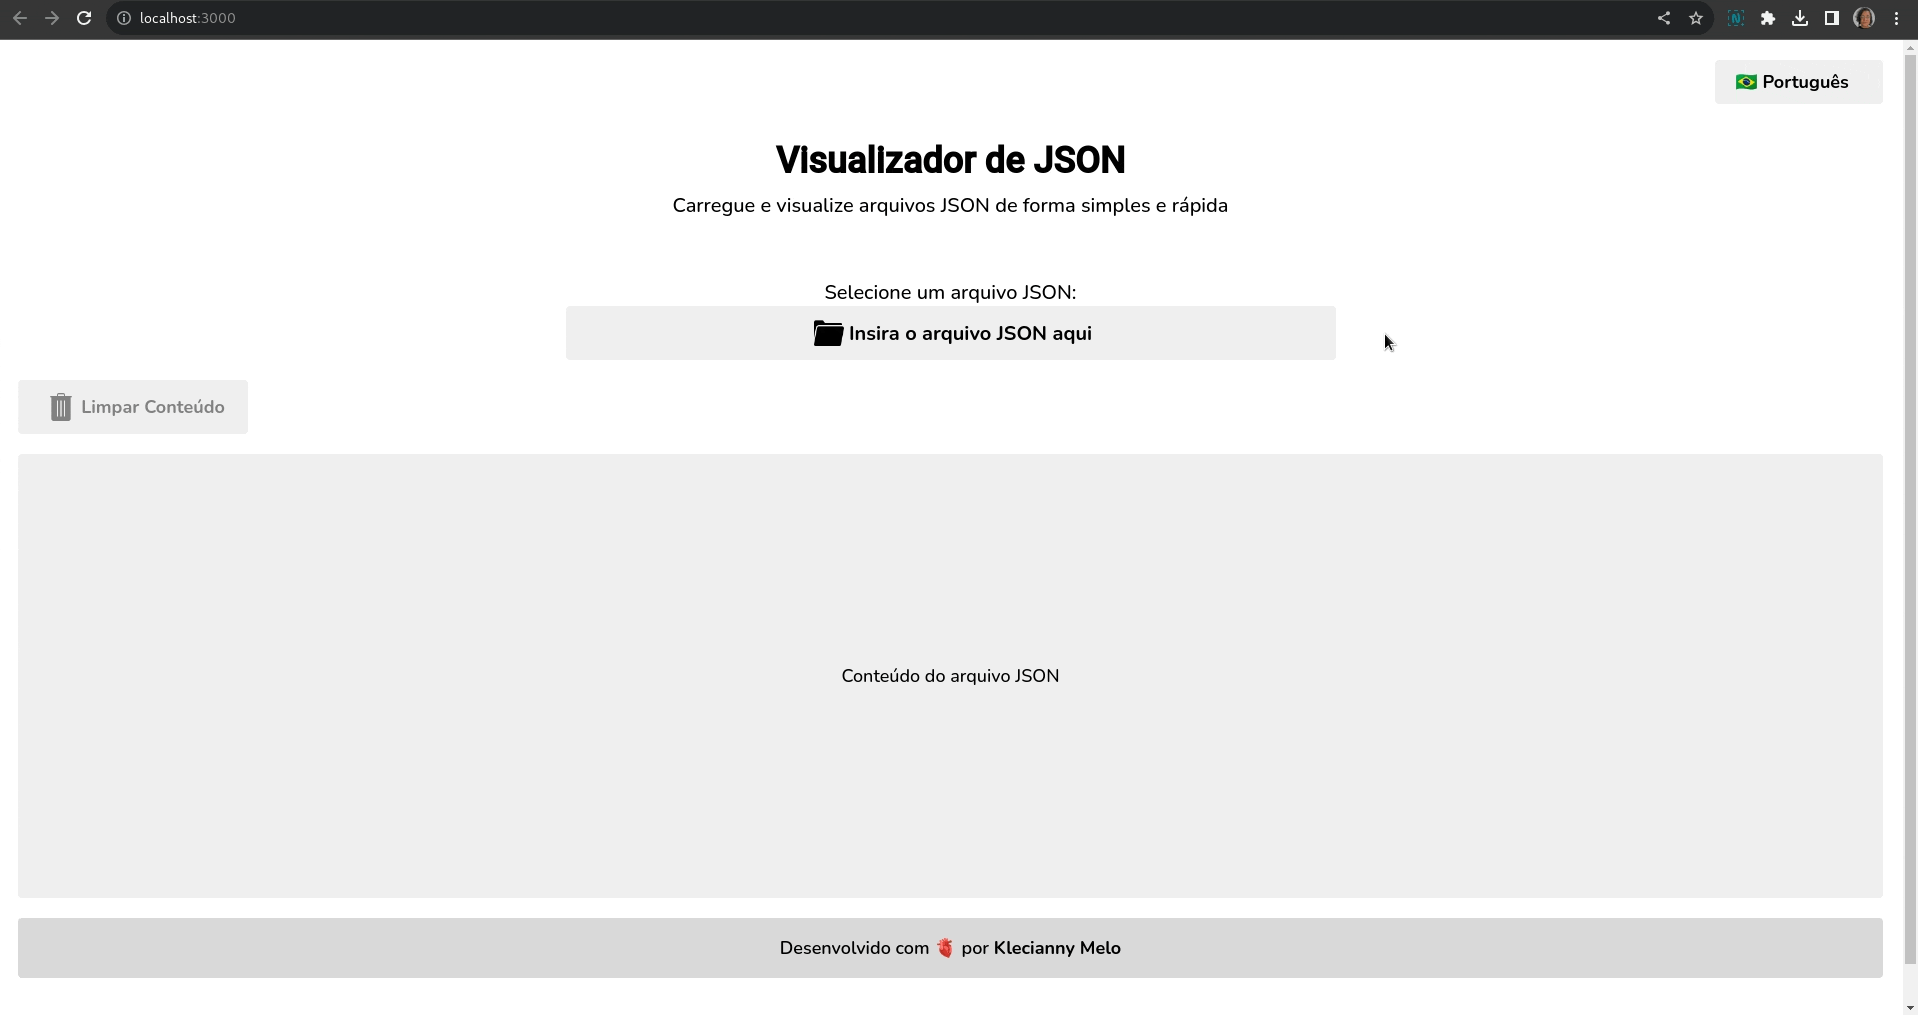 localhost:3000
Português
Visualizador de JSON
Carregue e visualize arquivos JSON de forma simples e rápida
Selecione um arquivo JSON:
Insira o arquivo JSON aqui
Limpar Conteúdo
Conteúdo do arquivo JSON
Desenvolvido com 🫀 por Klecianny Melo